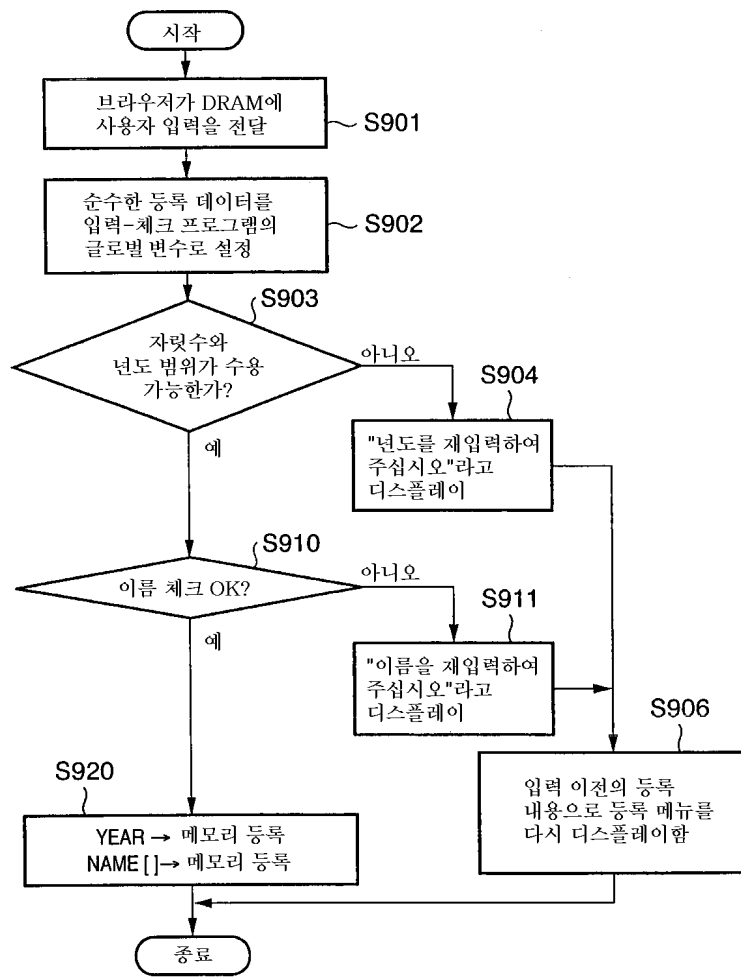 시작
브라우저가 DRAM에
사용자 입력을 전달
S901
순수한 등록 데이터를
입력-체크 프로그램의
글로벌 변수로 설정
S902
S903
자릿수와
년도 범위가 수용
가능한가?
아니오
예
S904
"년도를 재입력하여
주십시오"라고
디스플레이
S910
이름 체크 OK?
아니오
예
S911
"이름을 재입력하여
주십시오"라고
디스플레이
S906
입력 이전의 등록
내용으로 등록 메뉴를
다시 디스플레이함
S920
YEAR → 메모리 등록
NAME [ ] → 메모리 등록
종료